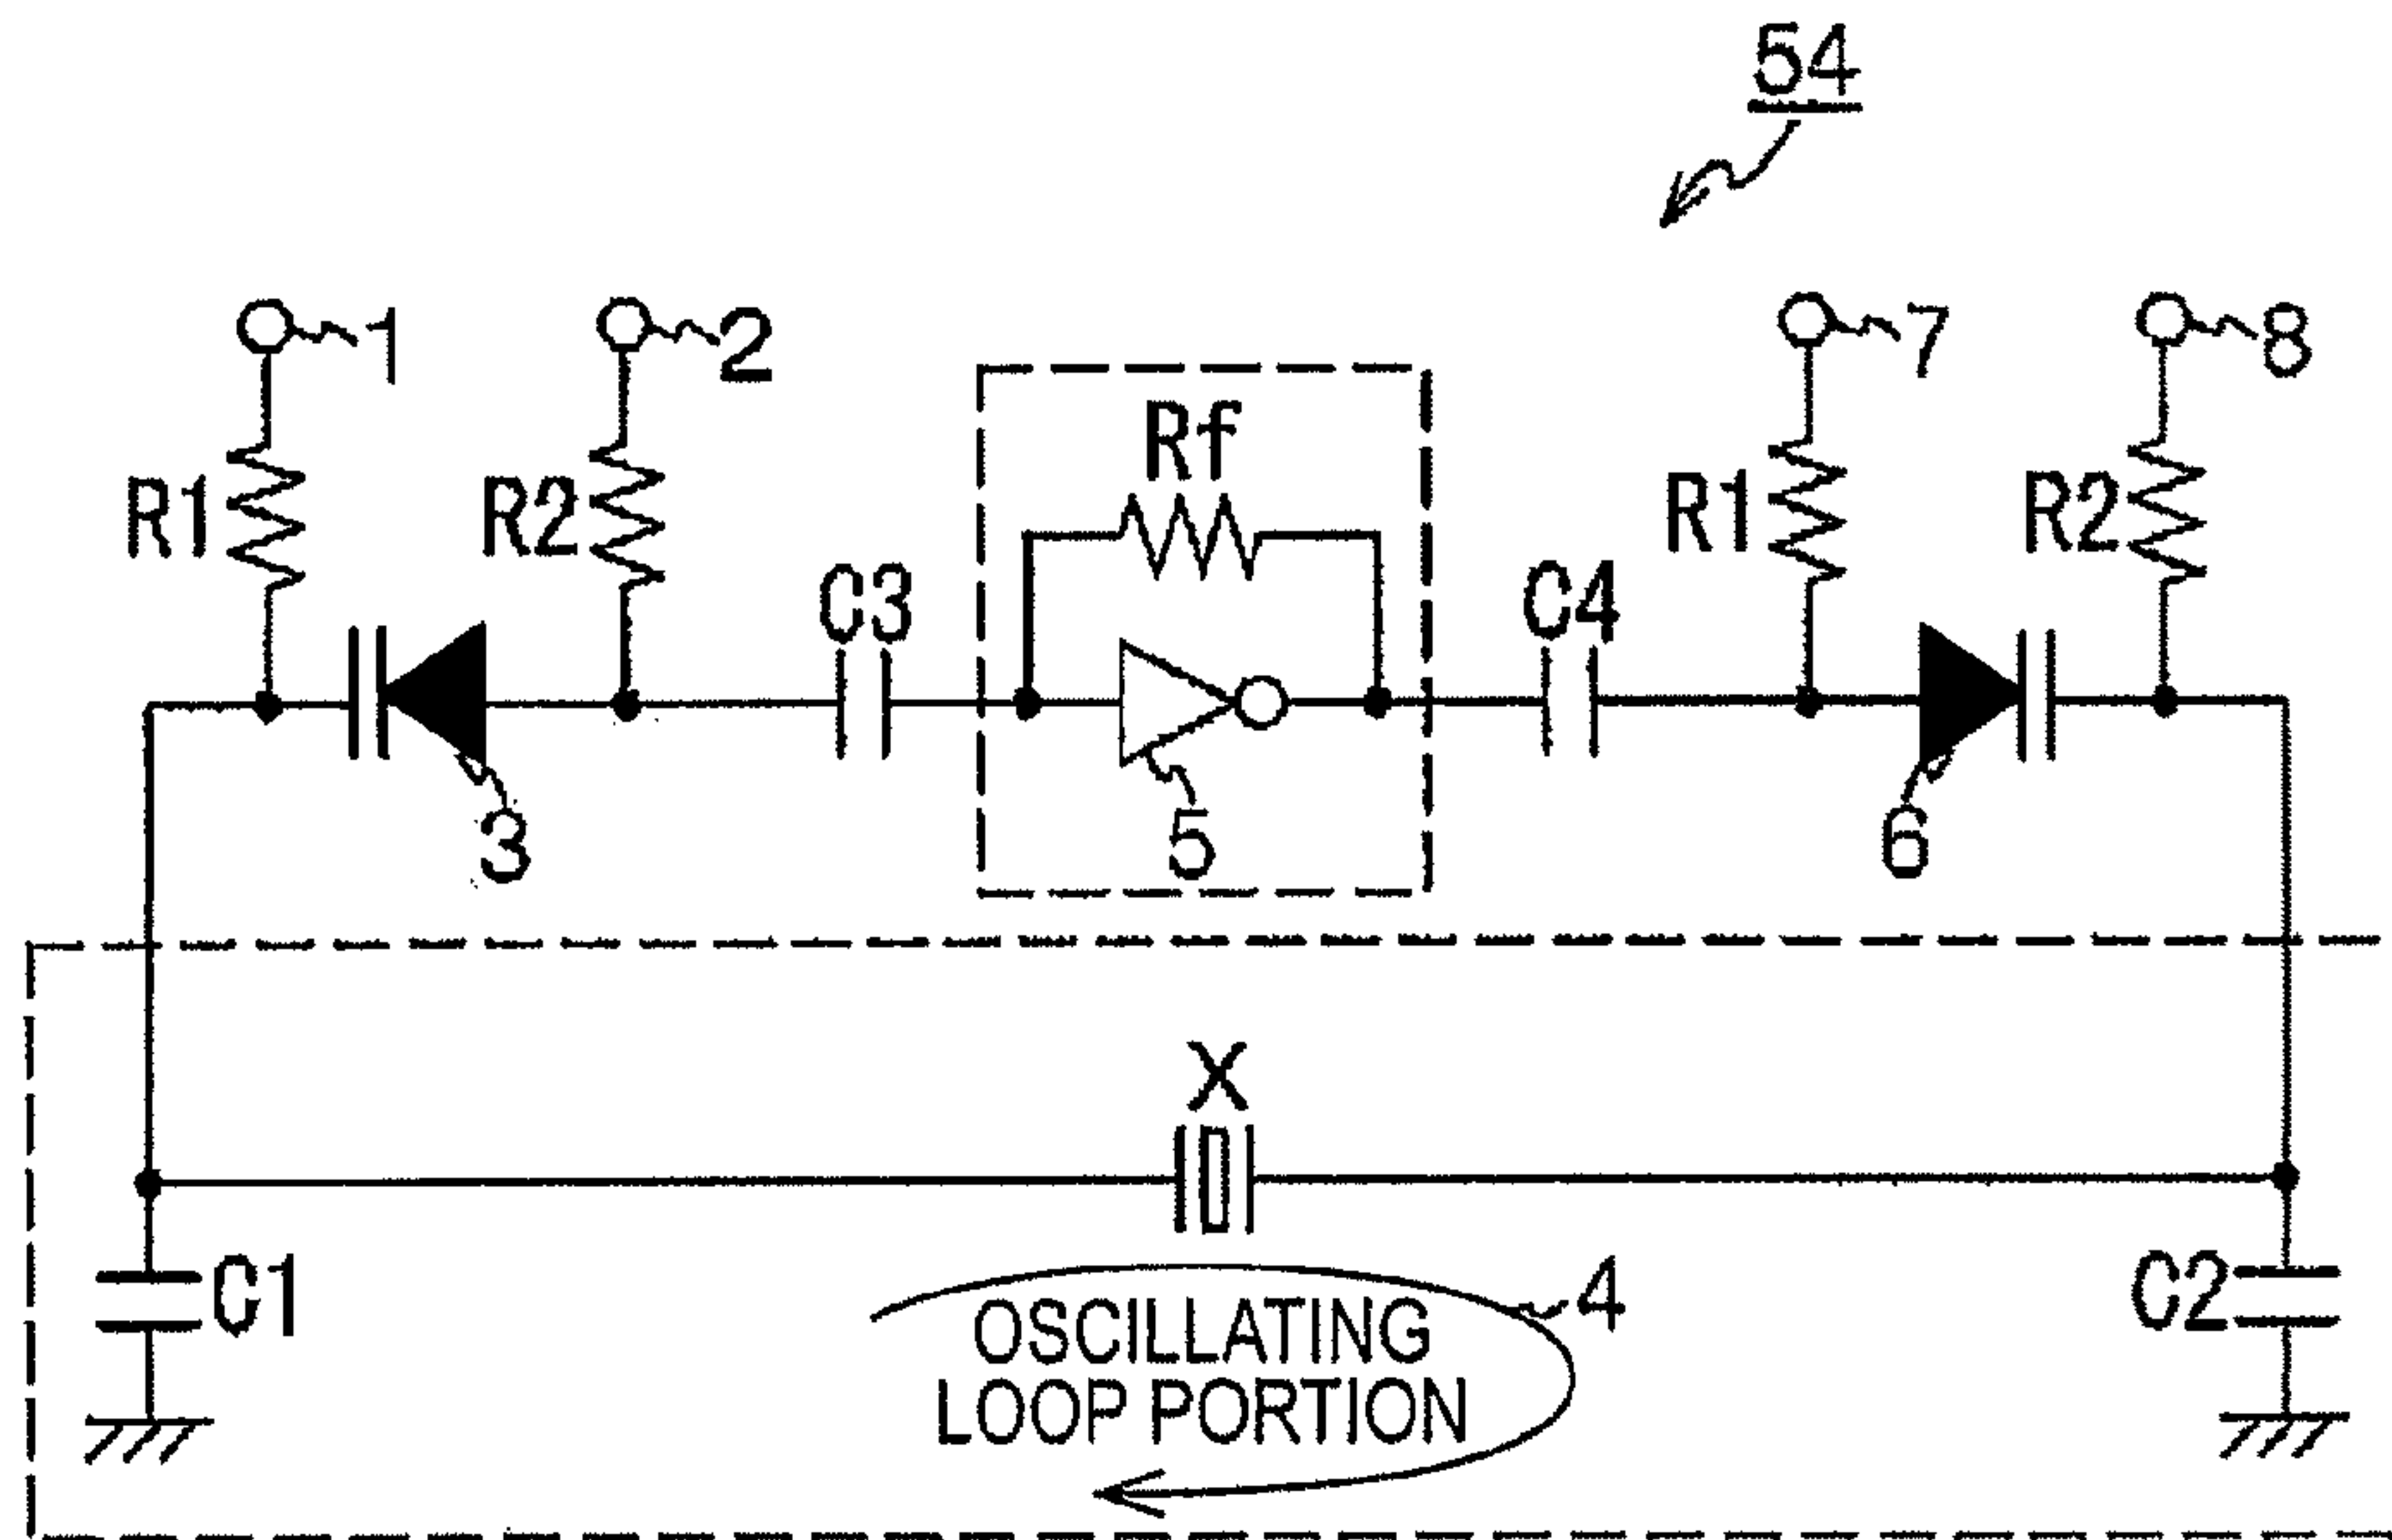 54
1
2
7
8
R1
R2
Rf
R1
R2
C3
C4
3
5
6
X
C1
4
C2
OSCILLATING
LOOP PORTION